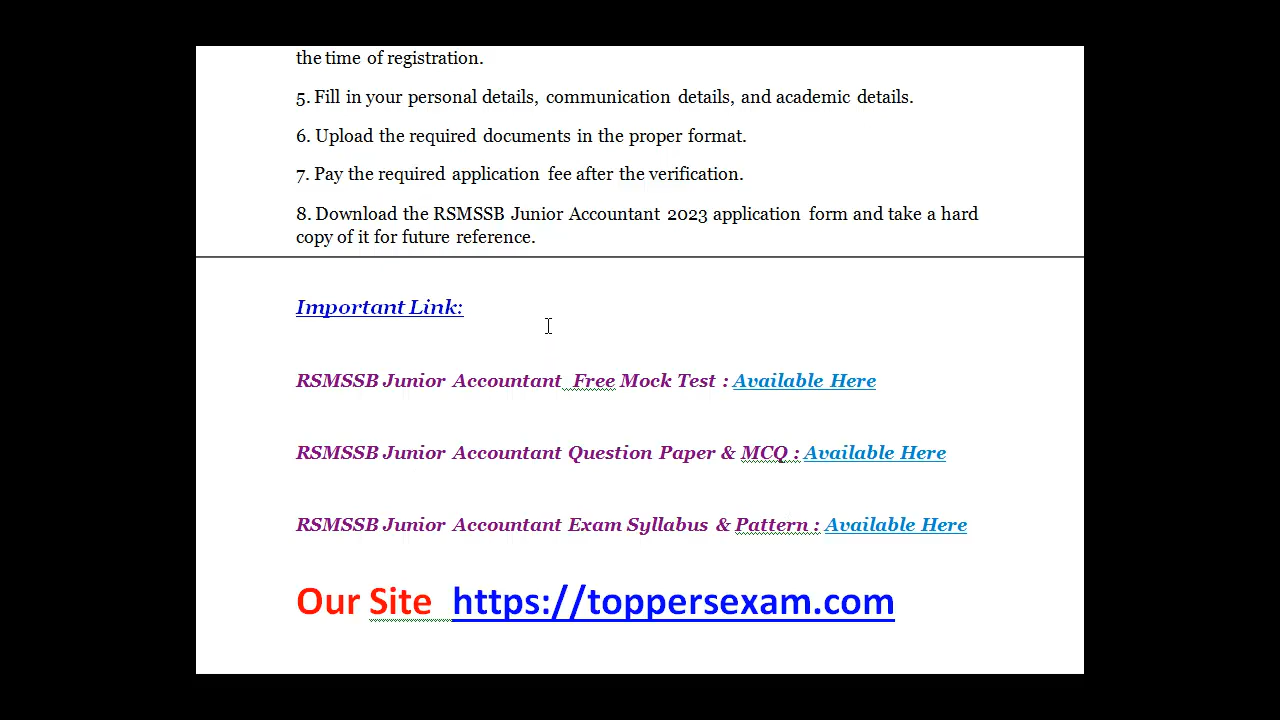 the time of registration.
5. Fill in your personal details, communication details, and academic details.
6. Upload the required documents in the proper format.
7. Pay the required application fee after the verification.
8. Download the RSMSSB Junior Accountant 2023 application form and take a hard
copy of it for future reference.
Important Link:
RSMSSB Junior Accountant Free Mock Test : Available Here
RSMSSB Junior Accountant Question Paper & MCQ : Available Here
RSMSSB Junior Accountant Exam Syllabus & Pattern : Available Here
Our Site https://toppersexam.com